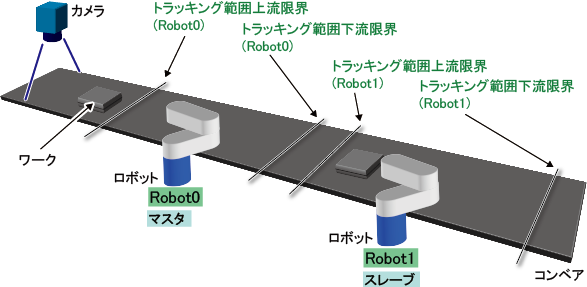 カメラ
トラッキング範囲上流限界
(Robot0)
トラッキング範囲下流限界
(Robot0)
トラッキング範囲上流限界
(Robot1)
トラッキング範囲下流限界
(Robot1)
ワーク
ロボット
Robot0
マスタ
ロボット
Robot1
スレーブ
コンベア